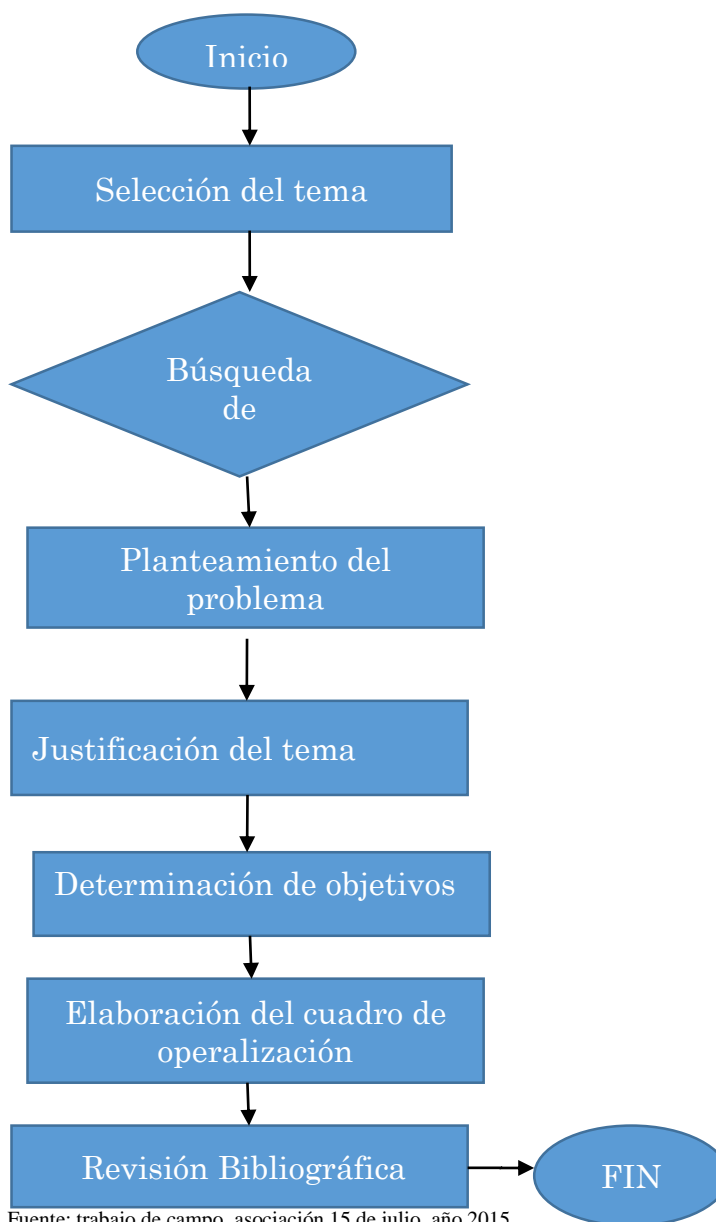 Inicio
Selección del tema
Búsqueda
de
Planteamiento del
problema
Justificación del tema
Determinación de objetivos
Elaboración del cuadro de
operalización
Revisión Bibliográfica
FIN
Fuente: trabajo de campo, asociación 15 de julio, año 2015